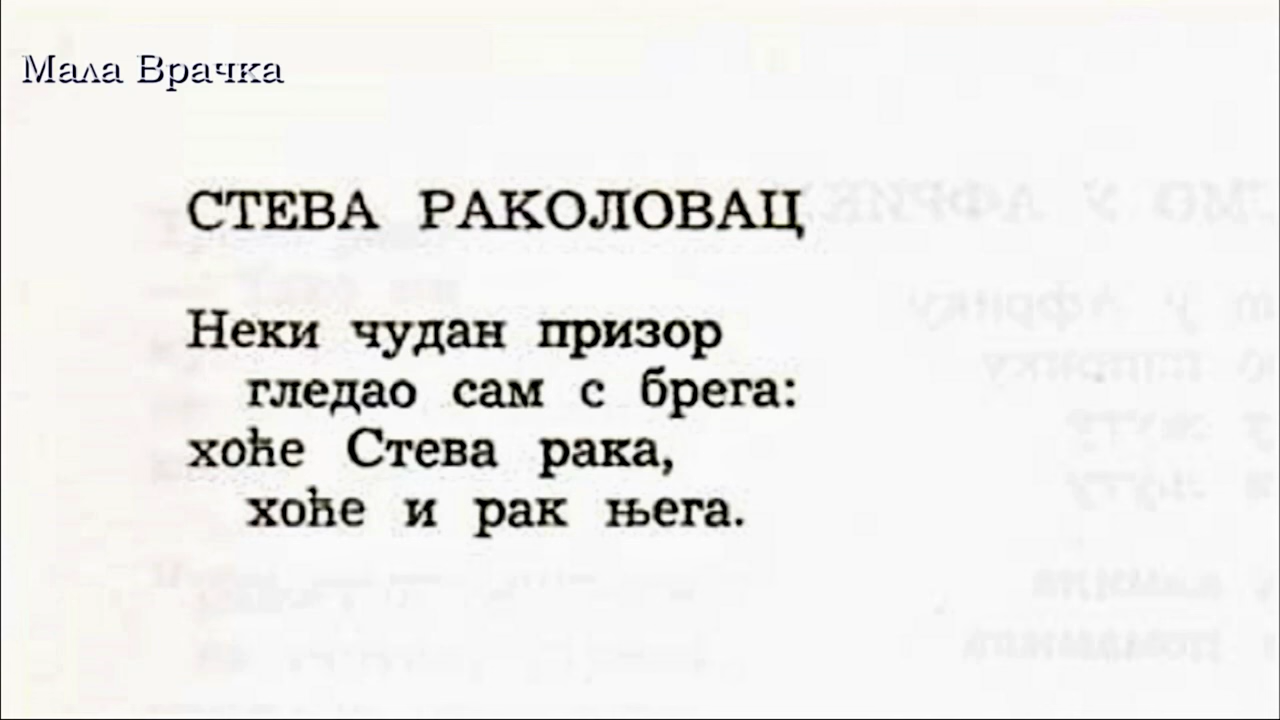 Мала Врачка
СТЕВА РАКОЛОВАЦ
Неки чудан призор
гледао сам с брега:
хоће Стева рака,
хоће и рак њега.